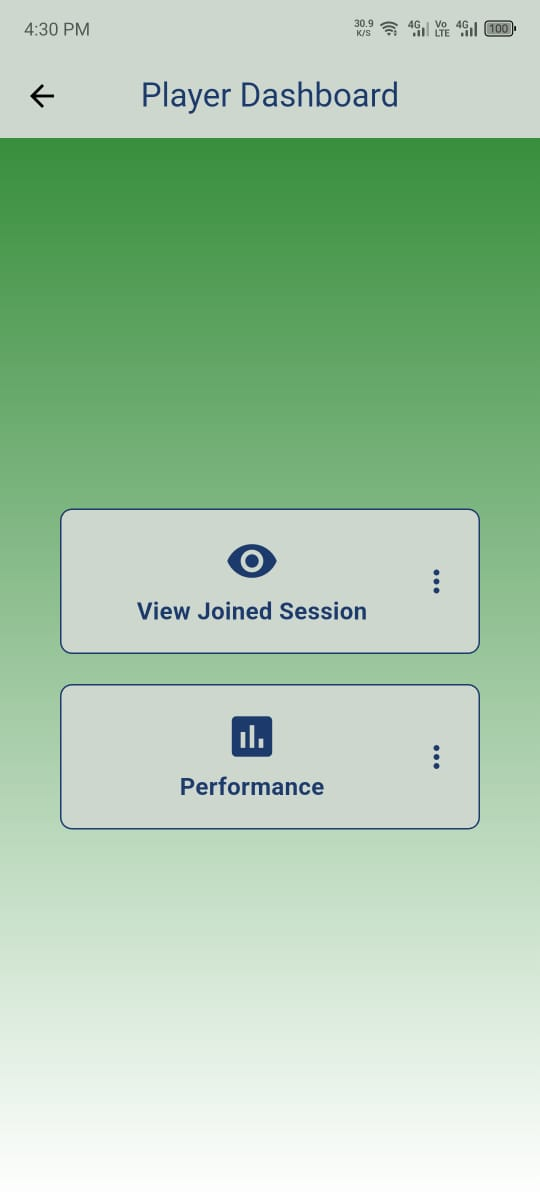 4:30 PM
30.9
K/S
4G
Vo
LTE
4G
100
Player Dashboard
View Joined Session
Performance